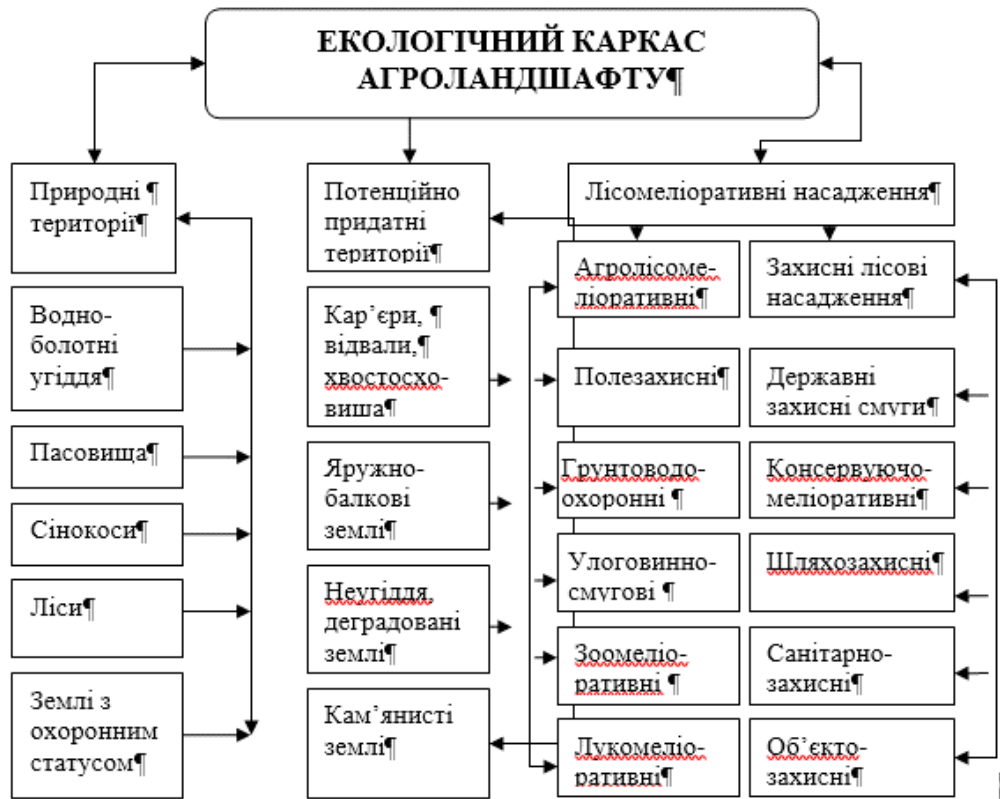 ЕКОЛОГІЧНИЙ КАРКАС
АГРОЛАНДШАФТУ¶
Природні ¶
території¶
Водно-
болотні
угіддя¶
Пасовища¶
Сінокоси¶
Ліси¶
Землі з
охоронним
статусом¶
Потенційно
придатні
території¶
Кар’єри, ¶
відвали,¶
хвостосхо-
вища¶
Яружно-
балкові
землі¶
Неугіддя,
деградовані
землі¶
Кам’янисті
землі¶
Лісомеліоративні насадження¶
Агролісоме-
ліоративні¶
Полезахисні¶
Грунтоводо-
охоронні ¶
Улоговинно-
смугові ¶
Зоомеліо-
ративні ¶
Лукомеліо-
ративні¶
Захисні лісові
насадження¶
Державні
захисні смуги¶
Консервуючо-
меліоративні¶
Шляхозахисні¶
Санітарно-
захисні¶
Об’єкто-
захисні¶